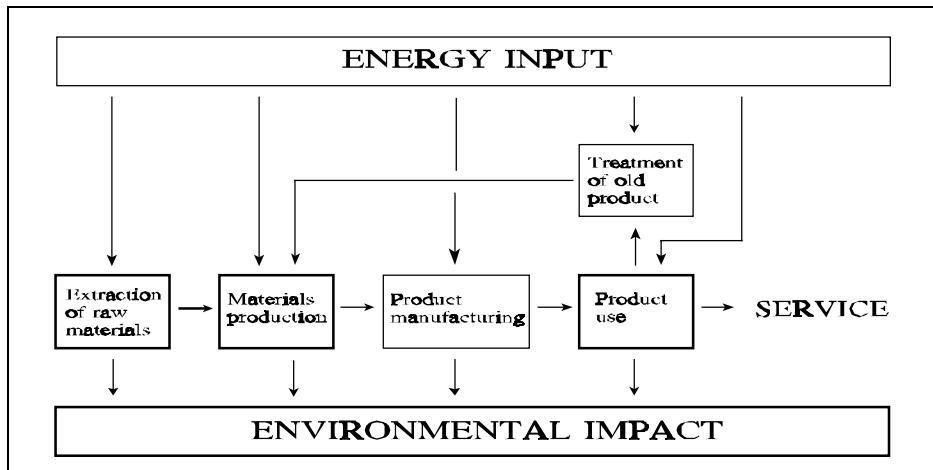 ENERGY INPUT
Treatment
of old
product
Extraction
of raw
materials
Materials
production
Product
manufacturing
Product
use
SERVICE
ENVIRONMENTAL IMPACT